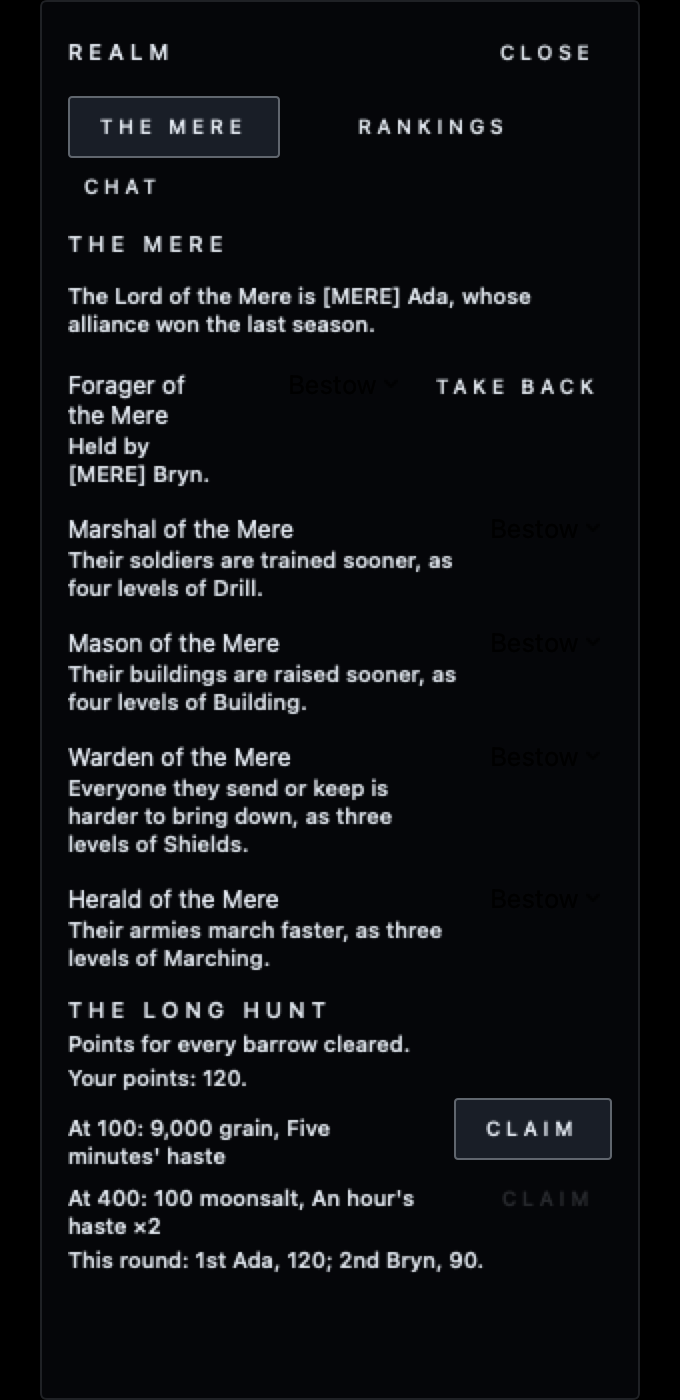 REALM
CLOSE
THE MERE
RANKINGS
CHAT
THE MERE
The Lord of the Mere is [MERE] Ada, whose
alliance won the last season.
Forager of
the Mere
Held by
[MERE] Bryn.
Bestow
TAKE BACK
Marshal of the Mere
Their soldiers are trained sooner, as
four levels of Drill.
Bestow
Mason of the Mere
Their buildings are raised sooner, as
four levels of Building.
Bestow
Warden of the Mere
Everyone they send or keep is
harder to bring down, as three
levels of Shields.
Bestow
Herald of the Mere
Their armies march faster, as three
levels of Marching.
Bestow
THE LONG HUNT
Points for every barrow cleared.
Your points: 120.
At 100: 9,000 grain, Five
minutes' haste
CLAIM
At 400: 100 moonsalt, An hour's
haste ×2
CLAIM
This round: 1st Ada, 120; 2nd Bryn, 90.